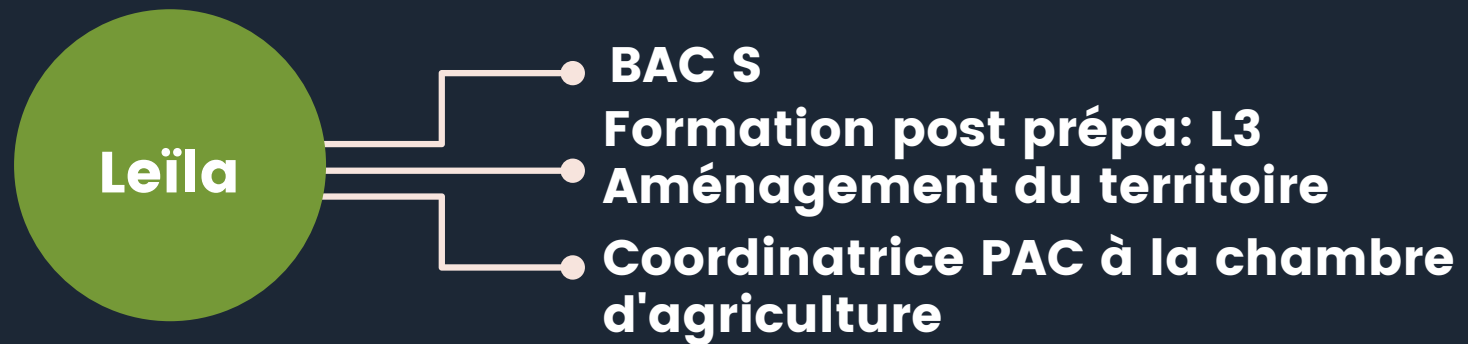 Leïla
BAC S
Formation post prépa: L3
Aménagement du territoire
Coordinatrice PAC à la chambre
d'agriculture